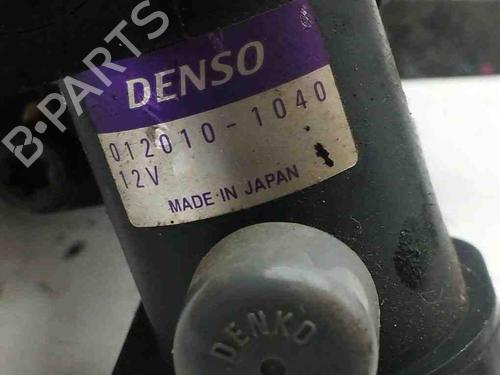 B-PARTS
DENSO
012010-1040
12V
MADE IN JAPAN
DENKO